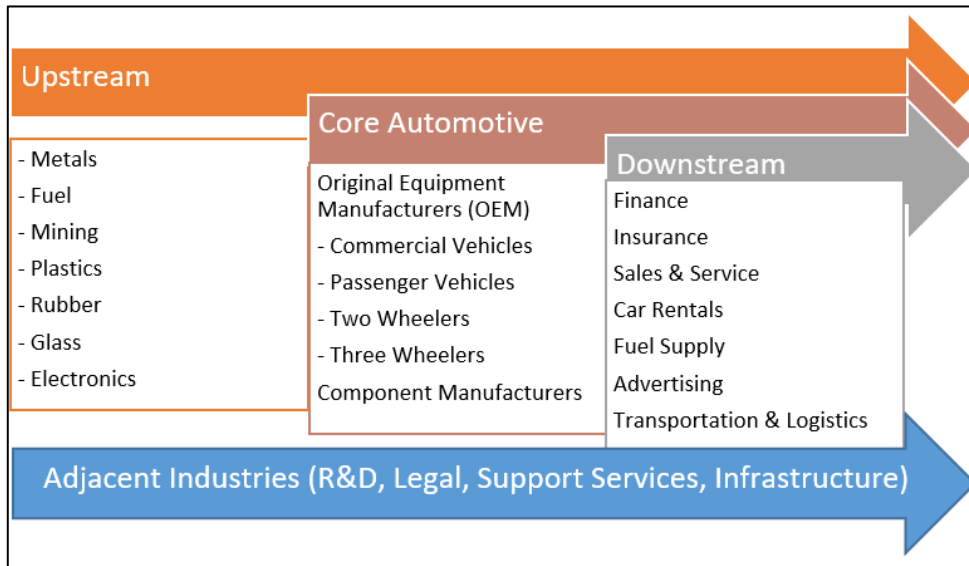 Upstream
- Metals
- Fuel
- Mining
- Plastics
- Rubber
- Glass
- Electronics
Core Automotive
Original Equipment
Manufacturers (OEM)
- Commercial Vehicles
- Passenger Vehicles
- Two Wheelers
- Three Wheelers
Component Manufacturers
Downstream
Finance
Insurance
Sales & Service
Car Rentals
Fuel Supply
Advertising
Transportation & Logistics
Adjacent Industries (R&D, Legal, Support Services, Infrastructure)